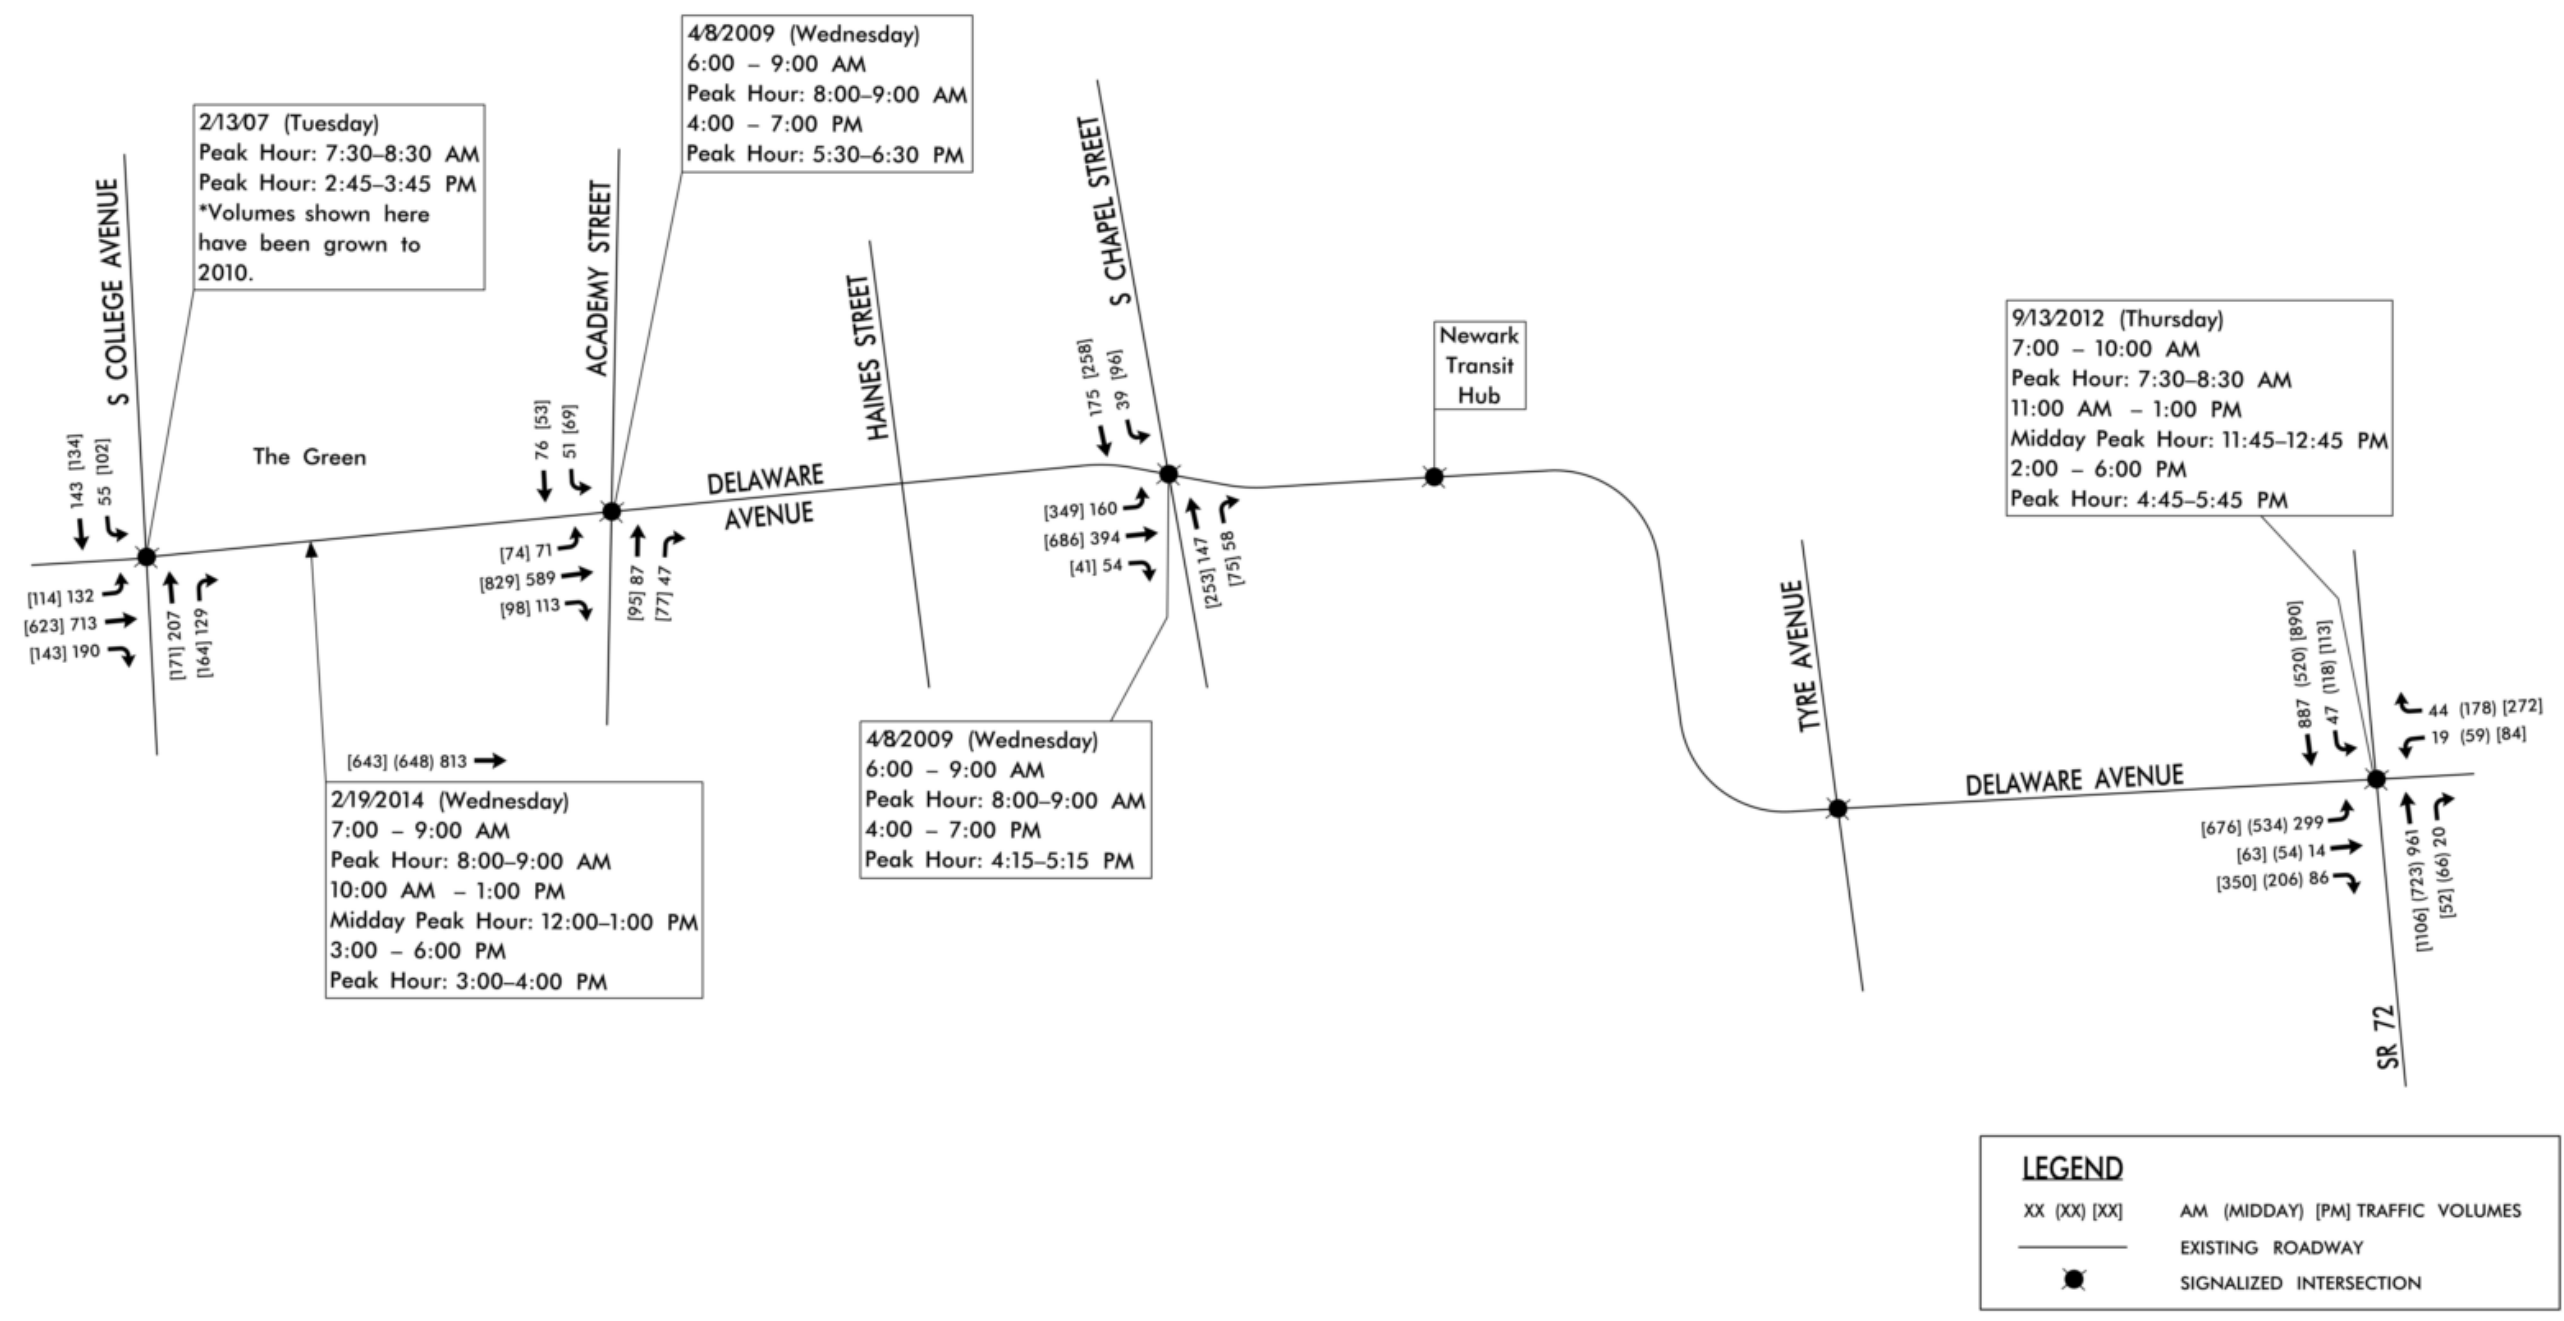 4/8/2009 (Wednesday)
6:00 – 9:00 AM
Peak Hour: 8:00–9:00 AM
4:00 – 7:00 PM
Peak Hour: 5:30–6:30 PM
2/13/07 (Tuesday)
Peak Hour: 7:30–8:30 AM
Peak Hour: 2:45–3:45 PM
*Volumes shown here
have been grown to
2010.
S COLLEGE AVENUE
ACADEMY STREET
HAINES STREET
S CHAPEL STREET
Newark
Transit
Hub
9/13/2012 (Thursday)
7:00 – 10:00 AM
Peak Hour: 7:30–8:30 AM
11:00 AM – 1:00 PM
Midday Peak Hour: 11:45–12:45 PM
2:00 – 6:00 PM
Peak Hour: 4:45–5:45 PM
143 [134]
55 [102]
The Green
76 [53]
51 [69]
DELAWARE
AVENUE
175 [258]
39 [96]
[114] 132
[623] 713
[143] 190
[171] 207
[164] 129
[74] 71
[829] 589
[98] 113
[95] 87
[77] 47
[349] 160
[686] 394
[41] 54
[253] 147
[75] 58
TYRE AVENUE
887 (520) [890]
47 (118) [113]
44 (178) [272]
19 (59) [84]
DELAWARE AVENUE
[676] (534) 299
[63] (54) 14
[350] (206) 86
[1106] (723) 961
[52] (66) 20
SR 72
[643] (648) 813
2/19/2014 (Wednesday)
7:00 – 9:00 AM
Peak Hour: 8:00–9:00 AM
10:00 AM – 1:00 PM
Midday Peak Hour: 12:00–1:00 PM
3:00 – 6:00 PM
Peak Hour: 3:00–4:00 PM
4/8/2009 (Wednesday)
6:00 – 9:00 AM
Peak Hour: 8:00–9:00 AM
4:00 – 7:00 PM
Peak Hour: 4:15–5:15 PM
LEGEND
XX (XX) [XX] AM (MIDDAY) [PM] TRAFFIC VOLUMES
EXISTING ROADWAY
SIGNALIZED INTERSECTION